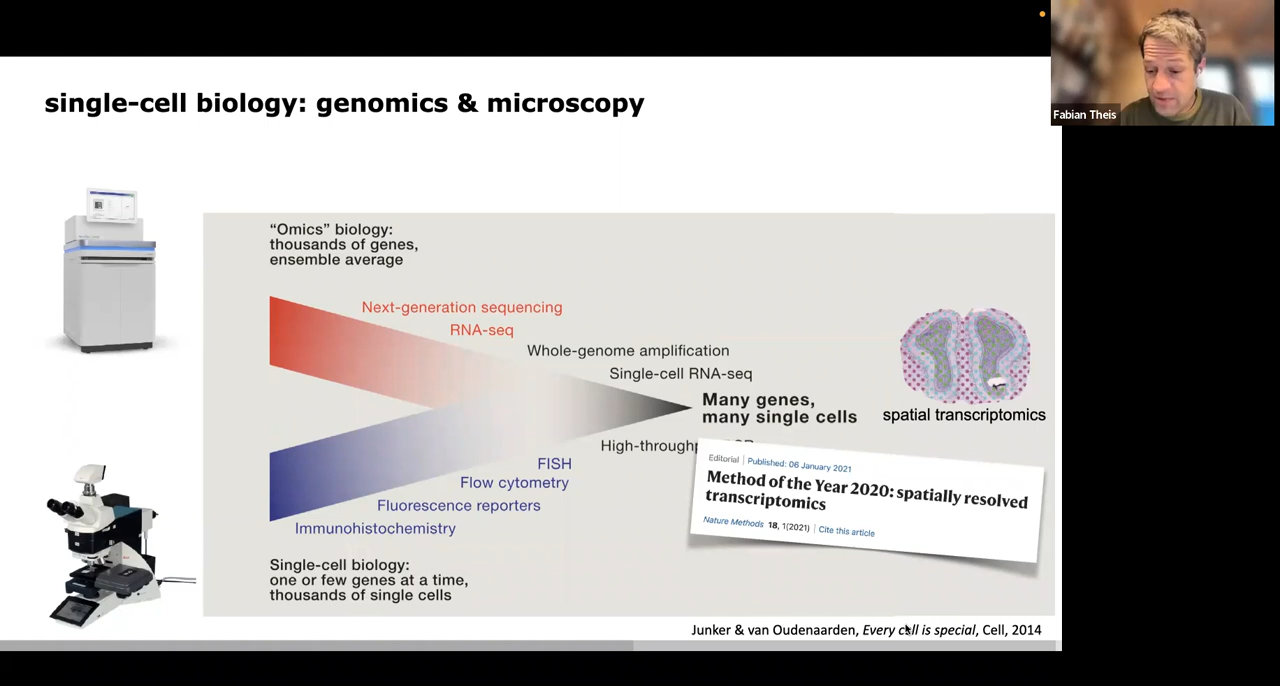 single-cell biology: genomics & microscopy
Fabian Theis
“Omics” biology:
thousands of genes,
ensemble average
Next-generation sequencing
RNA-seq
Whole-genome amplification
Single-cell RNA-seq
Many genes,
many single cells
spatial transcriptomics
FISH
Flow cytometry
Fluorescence reporters
Immunohistochemistry
Single-cell biology:
one or few genes at a time,
thousands of single cells
Editorial | Published: 06 January 2021
Method of the Year 2020: spatially resolved
transcriptomics
Nature Methods 18, 1(2021) | Cite this article
Junker & van Oudenaarden, Every cell is special, Cell, 2014